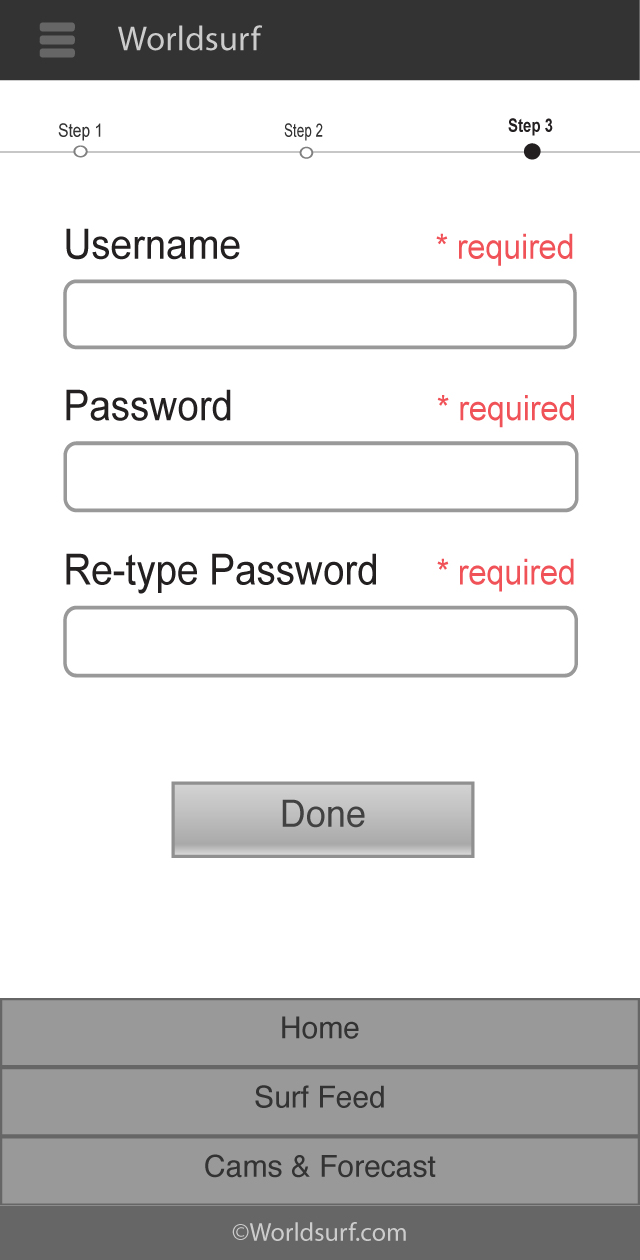 Worldsurf
Step 1 Step 2 Step 3
Username * required
Password * required
Re-type Password * required
Done
Home
Surf Feed
Cams & Forecast
©Worldsurf.com